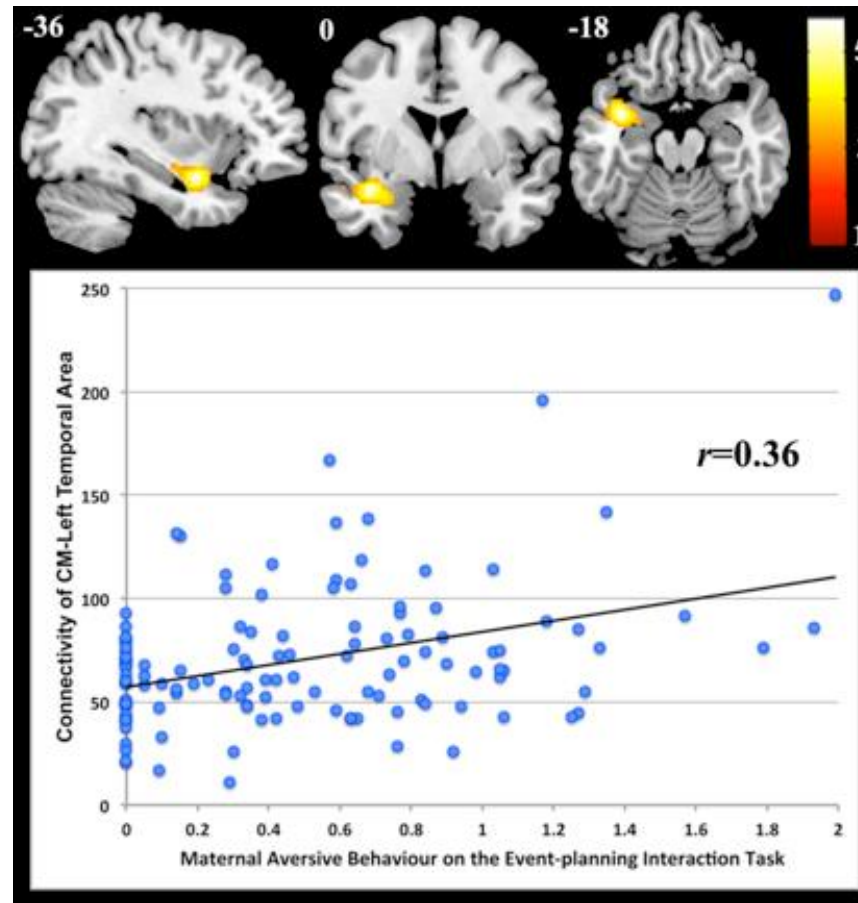 -36
0
-18
250
200
150
100
50
0
Connectivity of CM-Left Temporal Area
r=0.36
0 0.2 0.4 0.6 0.8 1 1.2 1.4 1.6 1.8 2
Maternal Aversive Behaviour on the Event-planning Interaction Task